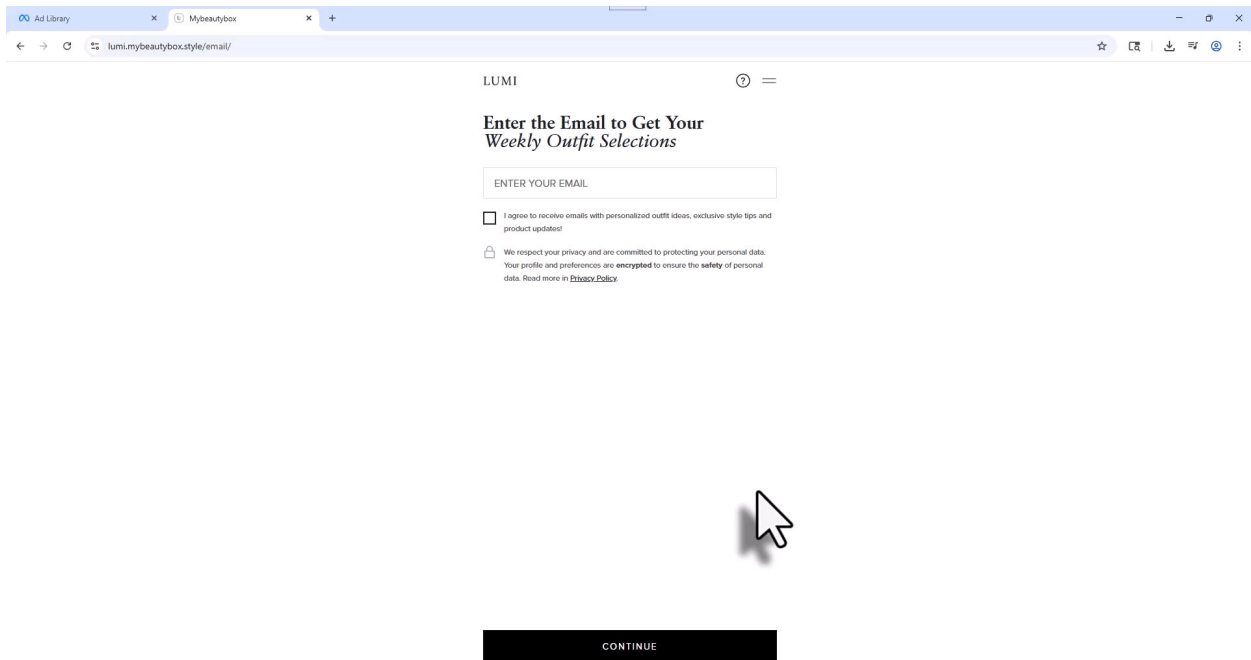 Ad Library
Mybeautybox
lumi.mybeautybox.style/email/
LUMI
Enter the Email to Get Your
Weekly Outfit Selections
ENTER YOUR EMAIL
I agree to receive emails with personalized outfit ideas, exclusive style tips and
product updates!
We respect your privacy and are committed to protecting your personal data.
Your profile and preferences are encrypted to ensure the safety of personal
data. Read more in Privacy Policy.
CONTINUE